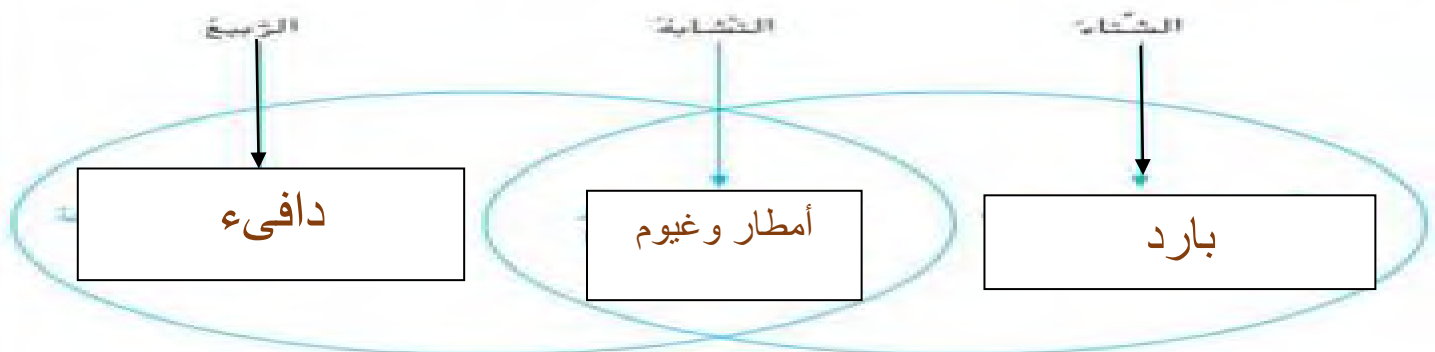 الشتاء
التشابه
الربيع
بارد
أمطار وغيوم
دافىء